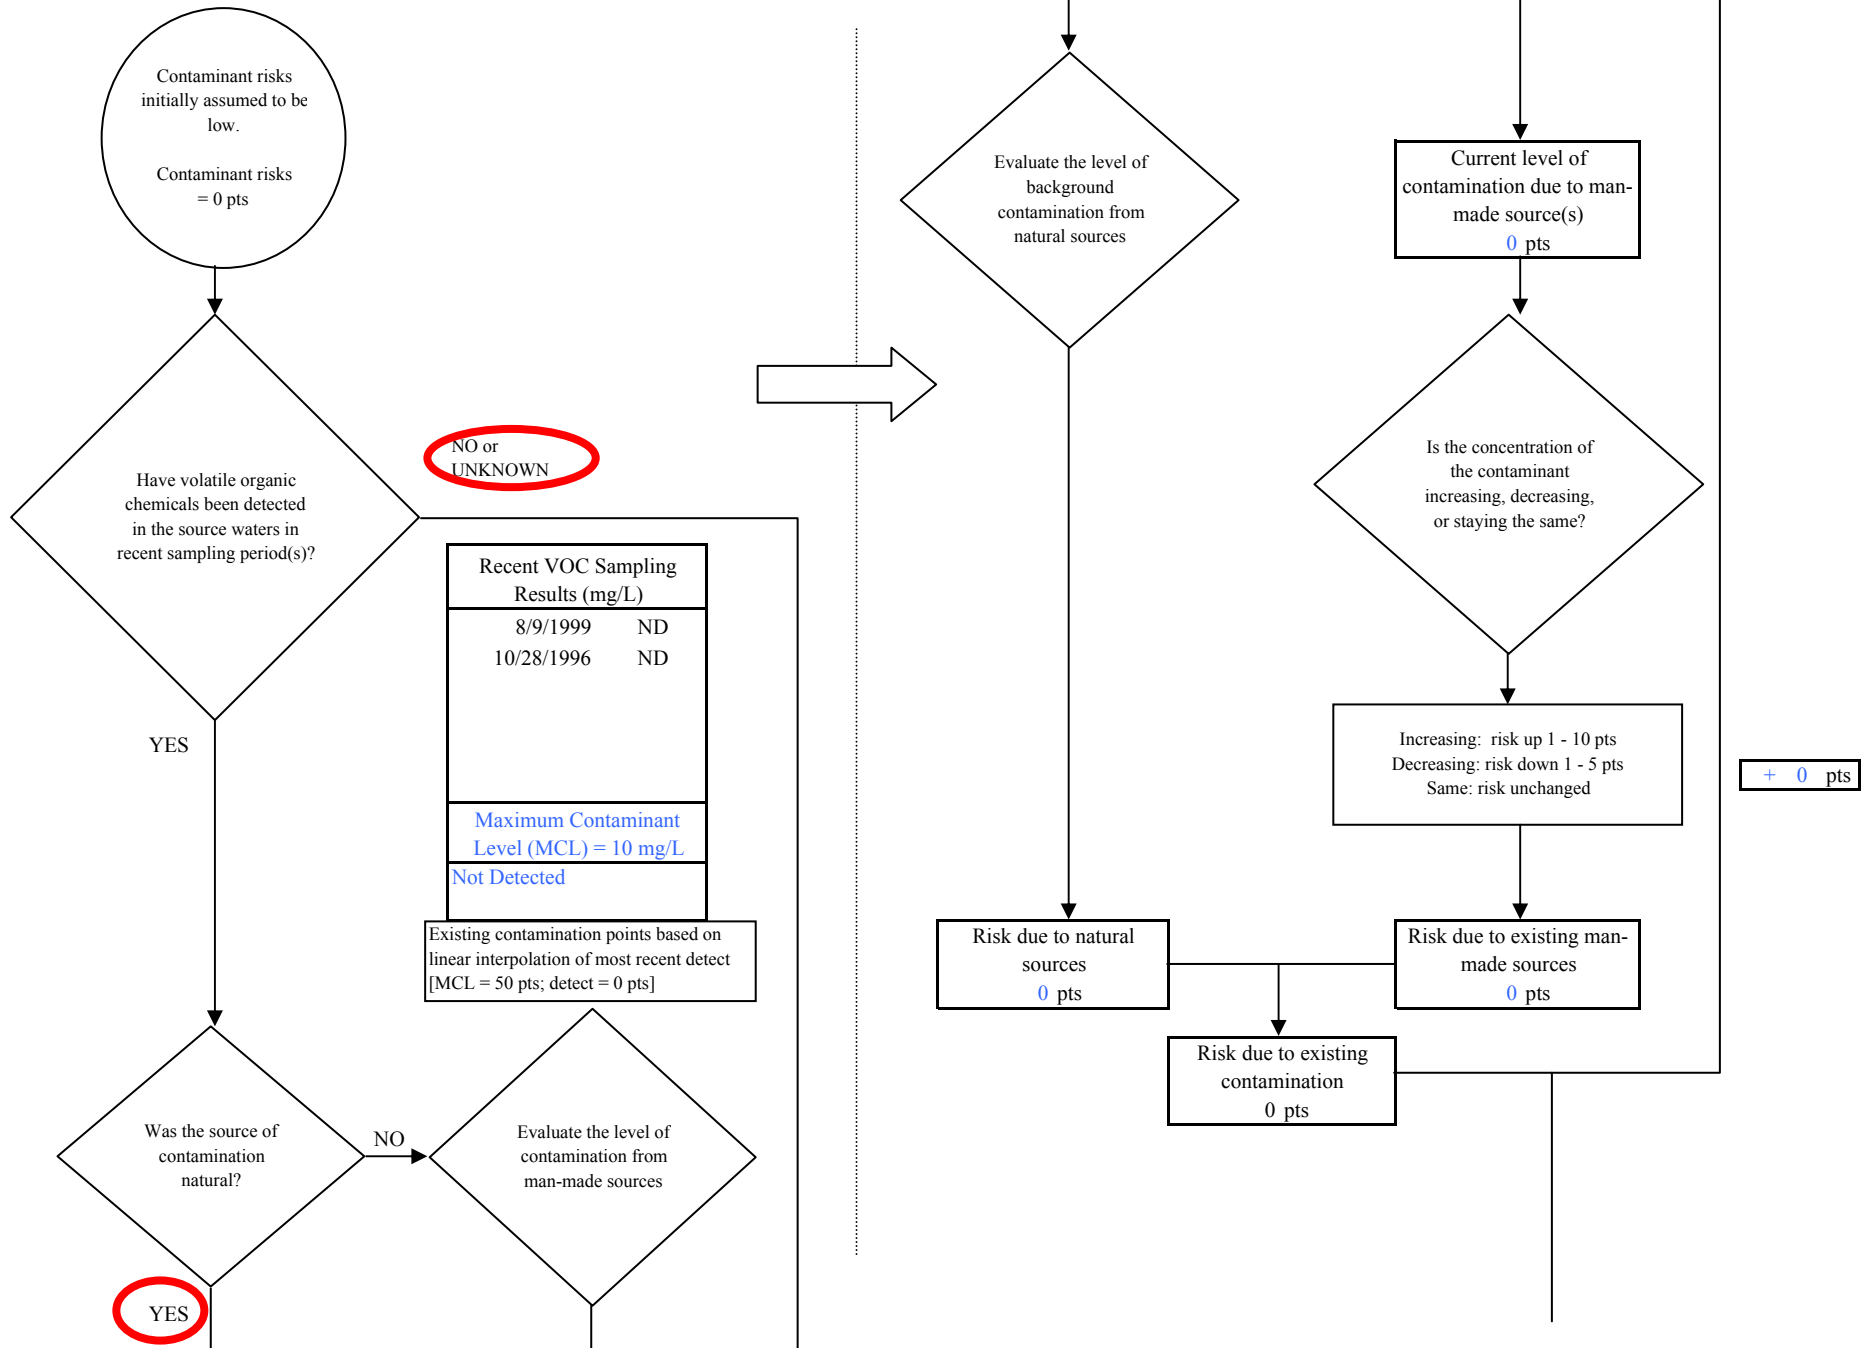 Contaminant risks
initially assumed to be
low.
Contaminant risks
= 0 pts
Have volatile organic
chemicals been detected
in the source waters in
recent sampling period(s)?
NO or
UNKNOWN
YES
Recent VOC Sampling
Results (mg/L)
8/9/1999 ND
10/28/1996 ND
Maximum Contaminant
Level (MCL) = 10 mg/L
Not Detected
Existing contamination points based on
linear interpolation of most recent detect
[MCL = 50 pts; detect = 0 pts]
Was the source of
contamination
natural?
NO
YES
Evaluate the level of
contamination from
man-made sources
Evaluate the level of
background
contamination from
natural sources
Current level of
contamination due to man-
made source(s)
0 pts
Is the concentration of
the contaminant
increasing, decreasing,
or staying the same?
Increasing: risk up 1 - 10 pts
Decreasing: risk down 1 - 5 pts
Same: risk unchanged
+ 0 pts
Risk due to natural
sources
0 pts
Risk due to existing man-
made sources
0 pts
Risk due to existing
contamination
0 pts